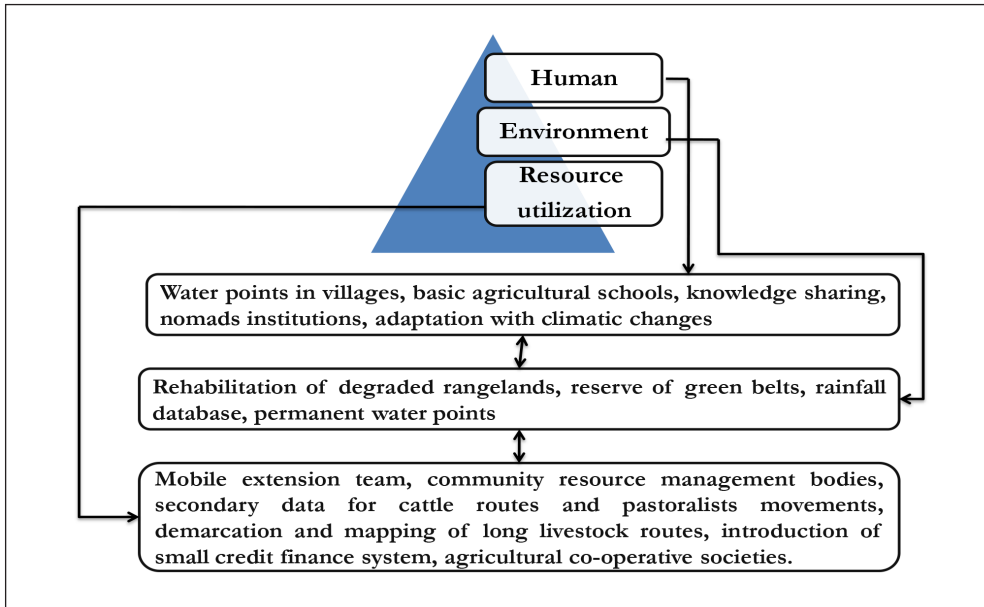 Human
Environment
Resource
utilization
Water points in villages, basic agricultural schools, knowledge sharing,
nomads institutions, adaptation with climatic changes
Rehabilitation of degraded rangelands, reserve of green belts, rainfall
database, permanent water points
Mobile extension team, community resource management bodies,
secondary data for cattle routes and pastoralists movements,
demarcation and mapping of long livestock routes, introduction of
small credit finance system, agricultural co-operative societies.